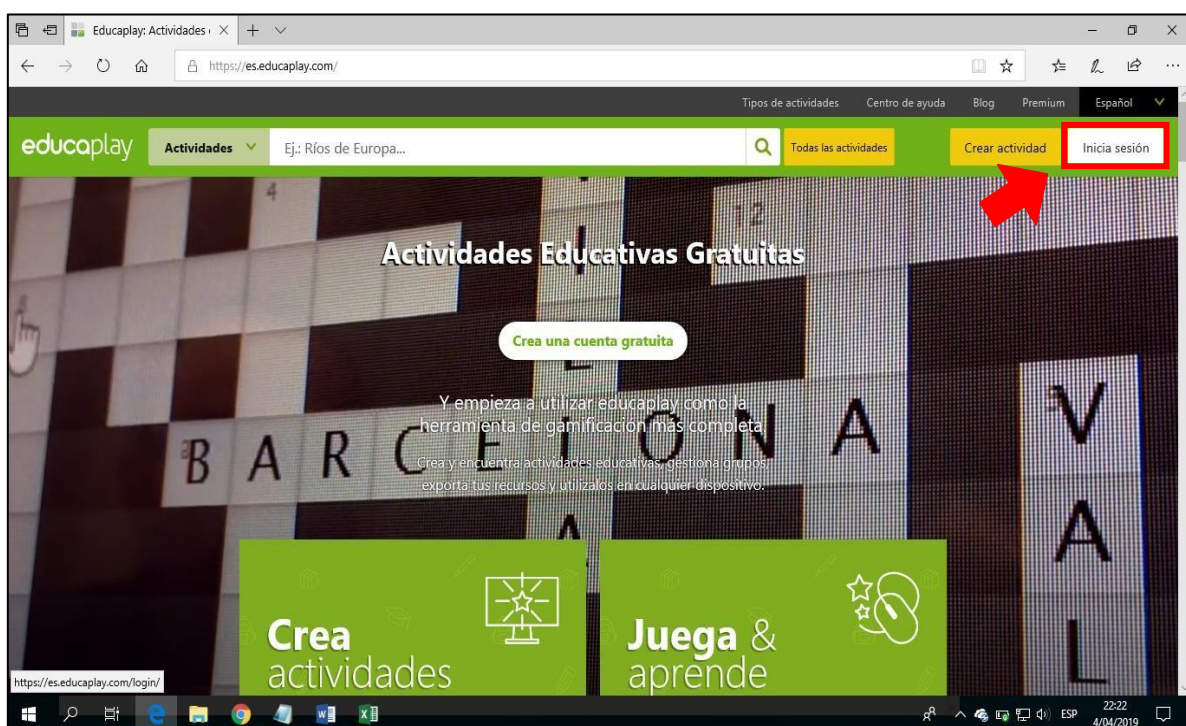 Educaplay: Actividades
https://es.educaplay.com/
Tipos de actividades Centro de ayuda Blog Premium Español
educaplay Actividades Ej.: Ríos de Europa... Todas las actividades Crear actividad Inicia sesión
4
12
Actividades Educativas Gratuitas
Crea una cuenta gratuita
Y empieza a utilizar educaplay como la
herramienta de gamificación más completa
Crea y encuentra actividades educativas, gestiona grupos,
exporta tus recursos y utilízalos en cualquier dispositivo.
BARCELONA
VAL
Crea
actividades
Juega &
aprende
https://es.educaplay.com/login/
ESP
22:22
4/04/2019